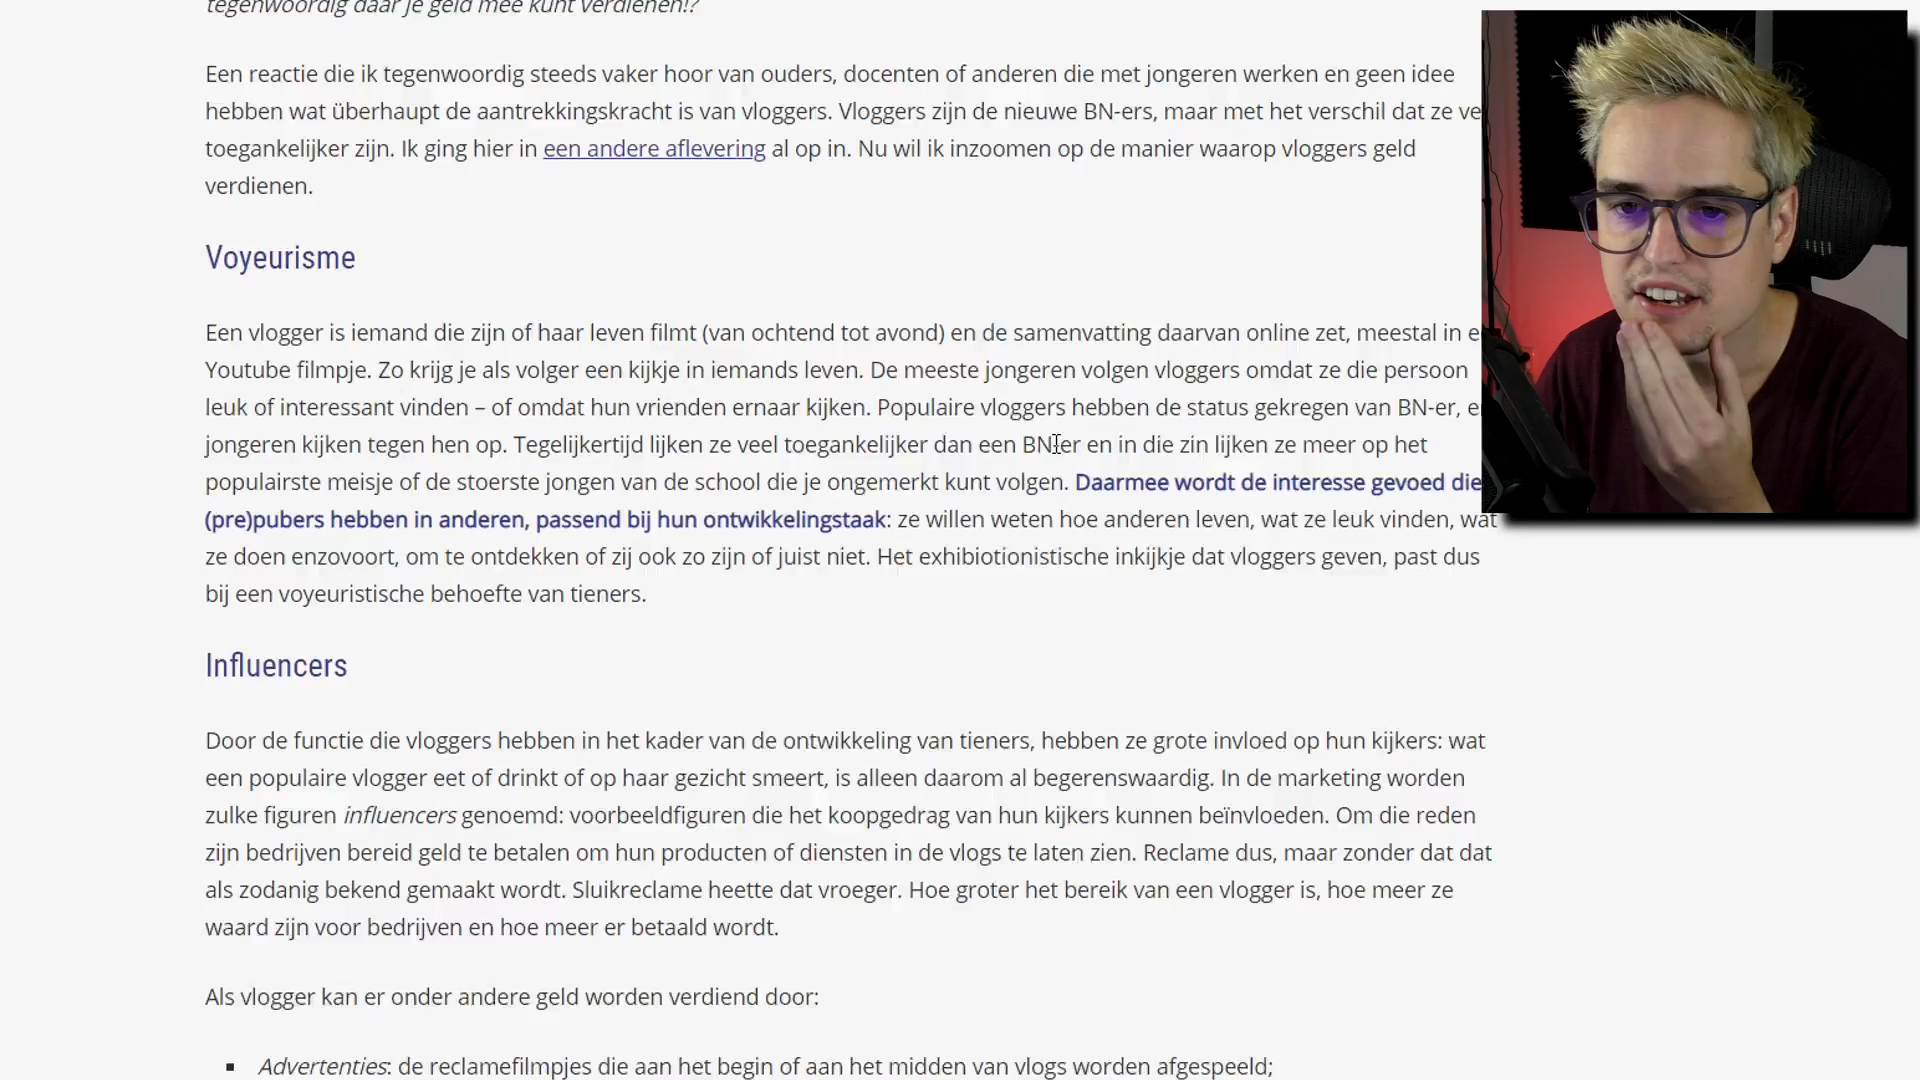 tegenwoordig daar je geld mee kunt verdienen!?
Een reactie die ik tegenwoordig steeds vaker hoor van ouders, docenten of anderen die met jongeren werken en geen idee
hebben wat überhaupt de aantrekkingskracht is van vloggers. Vloggers zijn de nieuwe BN-ers, maar met het verschil dat ze
toegankelijker zijn. Ik ging hier in een andere aflevering al op in. Nu wil ik inzoomen op de manier waarop vloggers geld
verdienen.
Voyeurisme
Een vlogger is iemand die zijn of haar leven filmt (van ochtend tot avond) en de samenvatting daarvan online zet, meestal in
Youtube filmpje. Zo krijg je als volger een kijkje in iemands leven. De meeste jongeren volgen vloggers omdat ze die persoon
leuk of interessant vinden – of omdat hun vrienden ernaar kijken. Populaire vloggers hebben de status gekregen van BN-er,
jongeren kijken tegen hen op. Tegelijkertijd lijken ze veel toegankelijker dan een BN-er en in die zin lijken ze meer op het
populairste meisje of de stoerste jongen van de school die je ongemerkt kunt volgen. Daarmee wordt de interesse gevoed die
(pre)pubers hebben in anderen, passend bij hun ontwikkelingstaak: ze willen weten hoe anderen leven, wat ze leuk vinden, wat
ze doen enzovoort, om te ontdekken of zij ook zo zijn of juist niet. Het exhibiotionistische inkijkje dat vloggers geven, past dus
bij een voyeuristische behoefte van tieners.
Influencers
Door de functie die vloggers hebben in het kader van de ontwikkeling van tieners, hebben ze grote invloed op hun kijkers: wat
een populaire vlogger eet of drinkt of op haar gezicht smeert, is alleen daarom al begerenswaardig. In de marketing worden
zulke figuren influencers genoemd: voorbeeldfiguren die het koopgedrag van hun kijkers kunnen beïnvloeden. Om die reden
zijn bedrijven bereid geld te betalen om hun producten of diensten in de vlogs te laten zien. Reclame dus, maar zonder dat dat
als zodanig bekend gemaakt wordt. Sluikreclame heette dat vroeger. Hoe groter het bereik van een vlogger is, hoe meer ze
waard zijn voor bedrijven en hoe meer er betaald wordt.
Als vlogger kan er onder andere geld worden verdiend door:
▪ Advertenties: de reclamefilmpjes die aan het begin of aan het midden van vlogs worden afgespeeld;